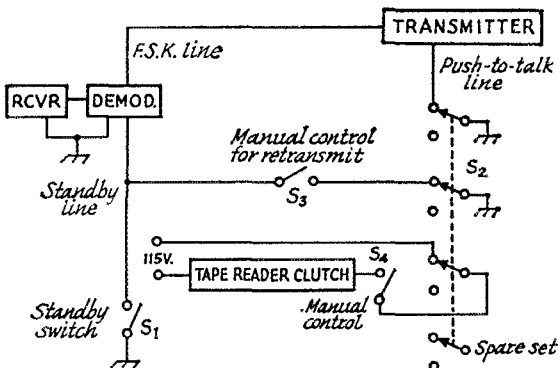 TRANSMITTER
F.S.K. line
Push-to-talk
line
RCVR
DEMOD.
Manual control
for retransmit
S2
Standby
line
S3
115V.
TAPE READER CLUTCH
S4
Manual
control
Standby
switch
S1
Spare set